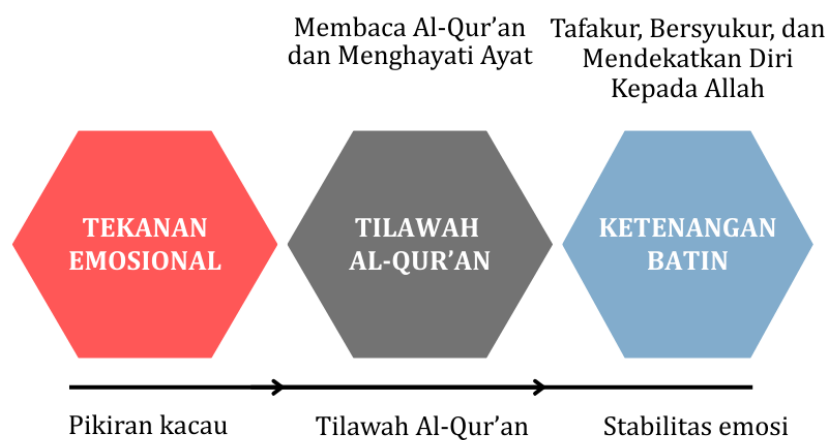 Membaca Al-Qur’an
dan Menghayati Ayat
Tafakur, Bersyukur, dan
Mendekatkan Diri
Kepada Allah
TEKANAN
EMOSIONAL
TILAWAH
AL-QUR’AN
KETENANGAN
BATIN
Pikiran kacau
Tilawah Al-Qur’an
Stabilitas emosi